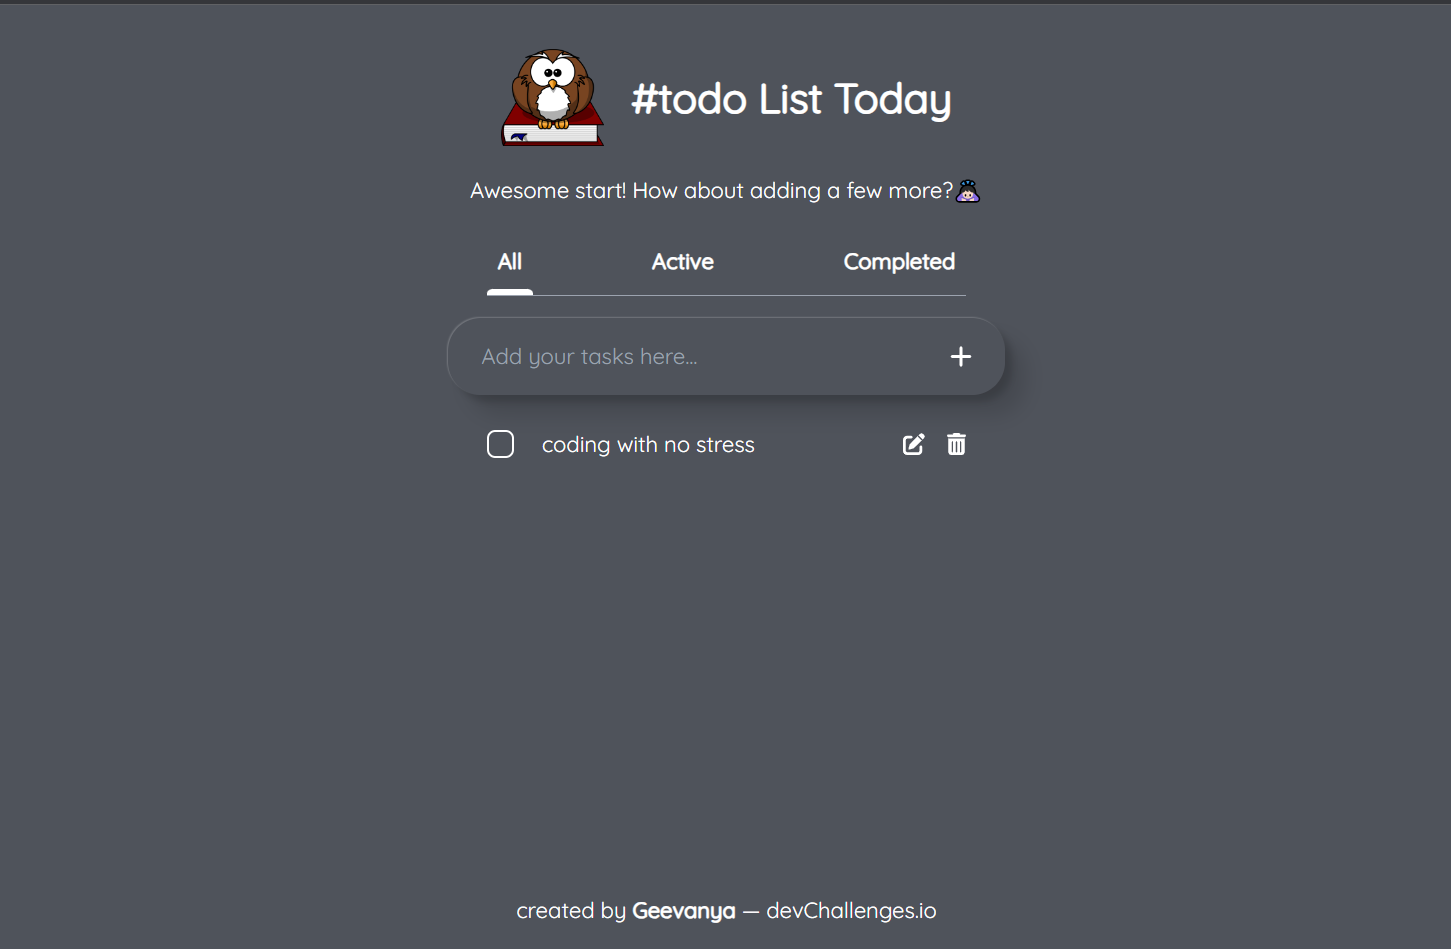 #todo List Today
Awesome start! How about adding a few more?🙇🏻‍♀️
All Active Completed
Add your tasks here...
coding with no stress
created by Geevanya — devChallenges.io